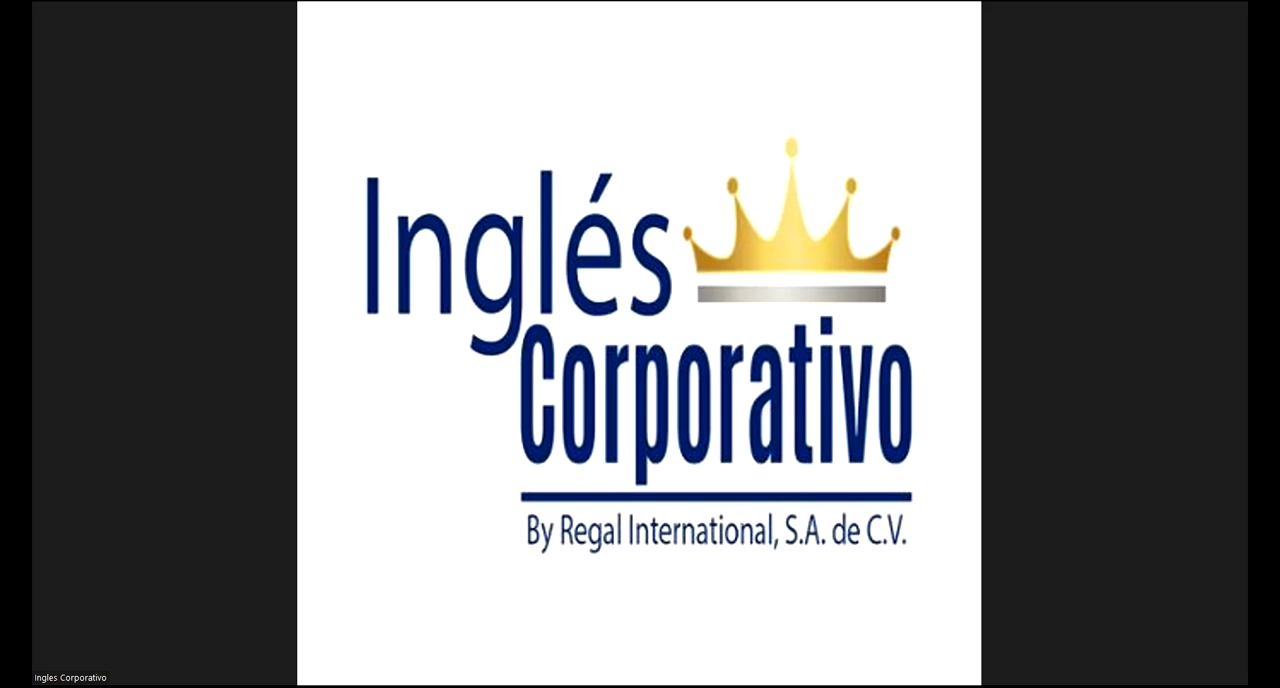 Inglés
Corporativo
By Regal International, S.A. de C.V.
Ingles Corporativo